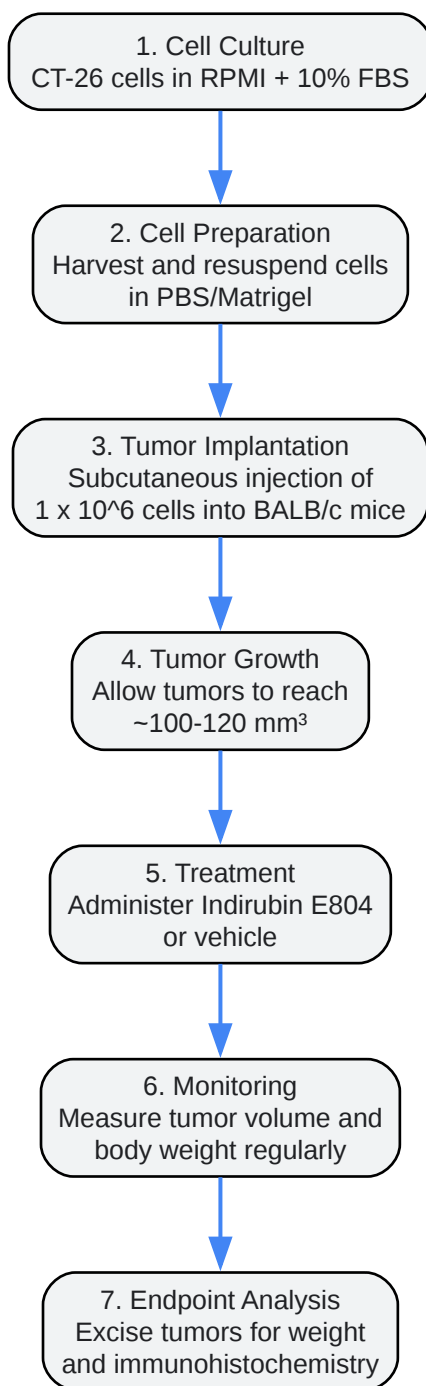 1. Cell Culture
CT-26 cells in RPMI + 10% FBS
2. Cell Preparation
Harvest and resuspend cells
in PBS/Matrigel
3. Tumor Implantation
Subcutaneous injection of
1 x 10^6 cells into BALB/c mice
4. Tumor Growth
Allow tumors to reach
~100-120 mm³
5. Treatment
Administer Indirubin E804
or vehicle
6. Monitoring
Measure tumor volume and
body weight regularly
7. Endpoint Analysis
Excise tumors for weight
and immunohistochemistry